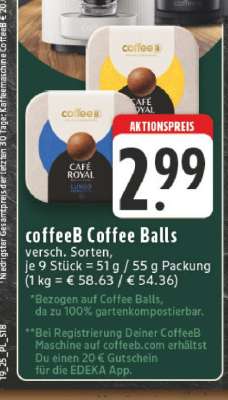 *Niedrigster Gesamtpreis der letzten 30 Tage: Kaffeemaschine CoffeeB € 20.
19_25_PL_S18
coffeeB
CAFÉ
ROYAL
coffeeB
CAFÉ
ROYAL
LUNGO
AKTIONSPREIS
2.99
coffeeB Coffee Balls
versch. Sorten,
je 9 Stück = 51 g / 55 g Packung
(1 kg = € 58.63 / € 54.36)
*Bezogen auf Coffee Balls,
da zu 100% gartenkompostierbar.
**Bei Registrierung Deiner CoffeeB
Maschine auf coffeeb.com erhältst
Du einen 20 € Gutschein
für die EDEKA App.